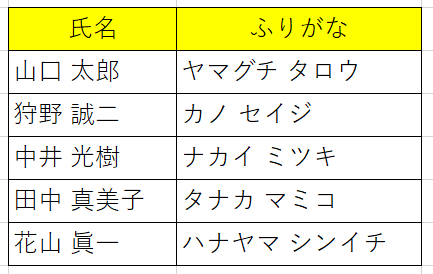 氏名 ふりがな
山口 太郎 ヤマグチ タロウ
狩野 誠二 カノ セイジ
中井 光樹 ナカイ ミツキ
田中 真美子 タナカ マミコ
花山 眞一 ハナヤマ シンイチ